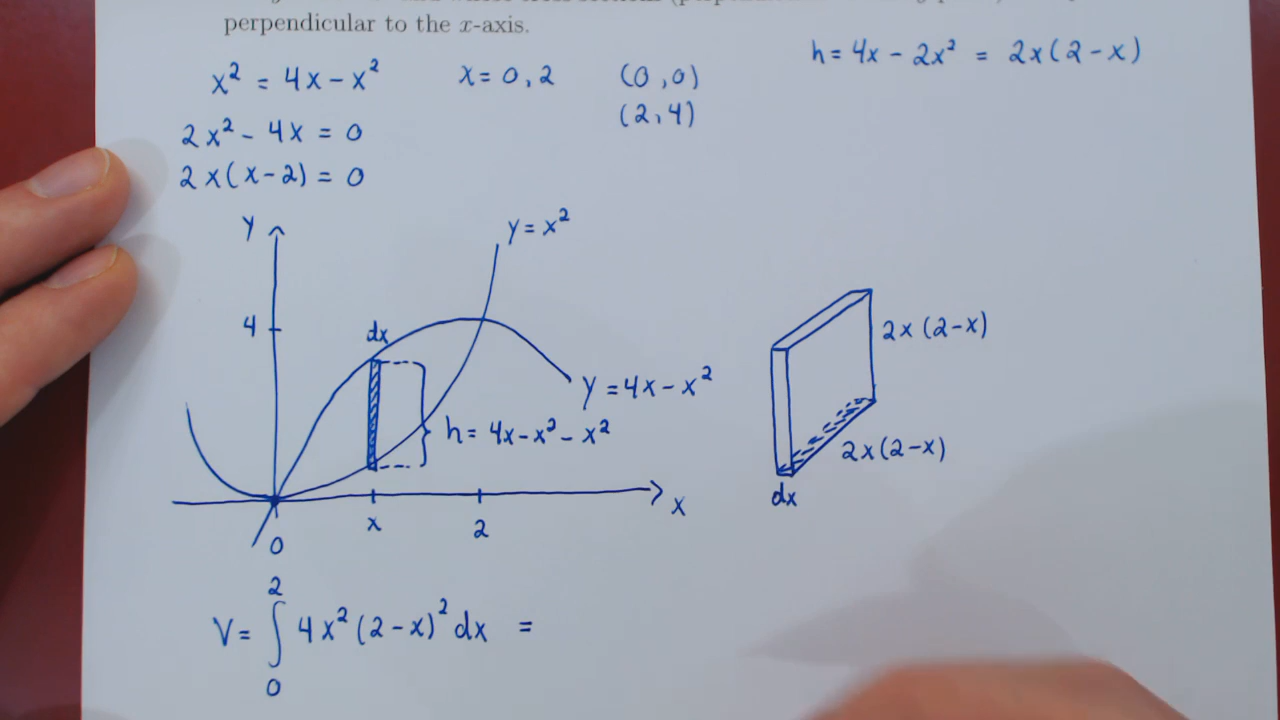 perpendicular to the x-axis.
h = 4x - 2x² = 2x(2-x)
x² = 4x - x² x = 0, 2 (0,0)
(2,4)
2x² - 4x = 0
2x(x-2) = 0
y
y = x²
4
dx
y = 4x - x²
h = 4x - x² - x²
x
0
x
2
2x(2-x)
2x(2-x)
dx
V = ∫₀² 4x²(2-x)² dx =